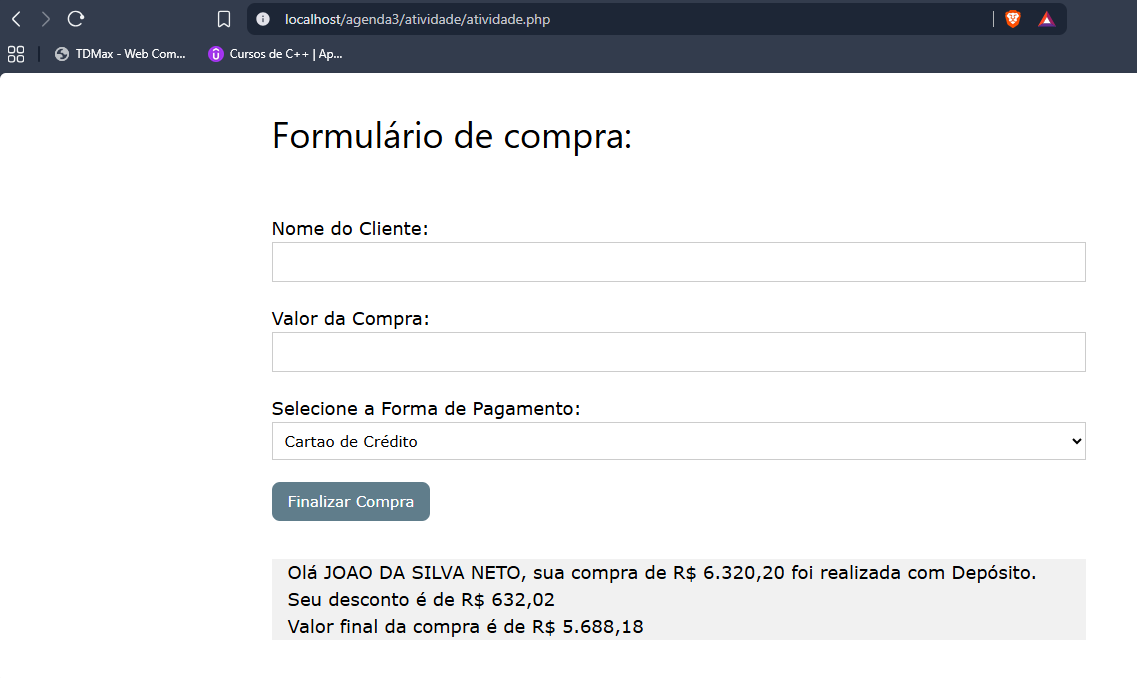 localhost/agenda3/atividade/atividade.php
TDMax - Web Com... Cursos de C++ | Ap...
Formulário de compra:
Nome do Cliente:
Valor da Compra:
Selecione a Forma de Pagamento:
Cartao de Crédito
Finalizar Compra
Olá JOAO DA SILVA NETO, sua compra de R$ 6.320,20 foi realizada com Depósito.
Seu desconto é de R$ 632,02
Valor final da compra é de R$ 5.688,18